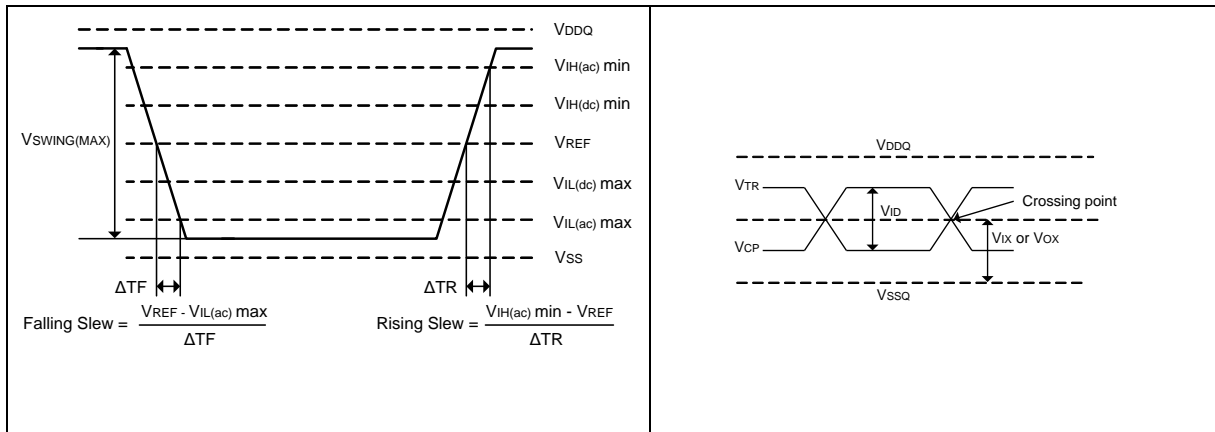 VDDQ
VIH(ac) min
VIH(dc) min
VSWING(MAX)
VREF
VIL(dc) max
VIL(ac) max
VSS
ΔTF
ΔTR
Falling Slew = VREF - VIL(ac) max
ΔTF
Rising Slew = VIH(ac) min - VREF
ΔTR
VDDQ
VTR
VID
Crossing point
VIX or VOX
VCP
VSSQ